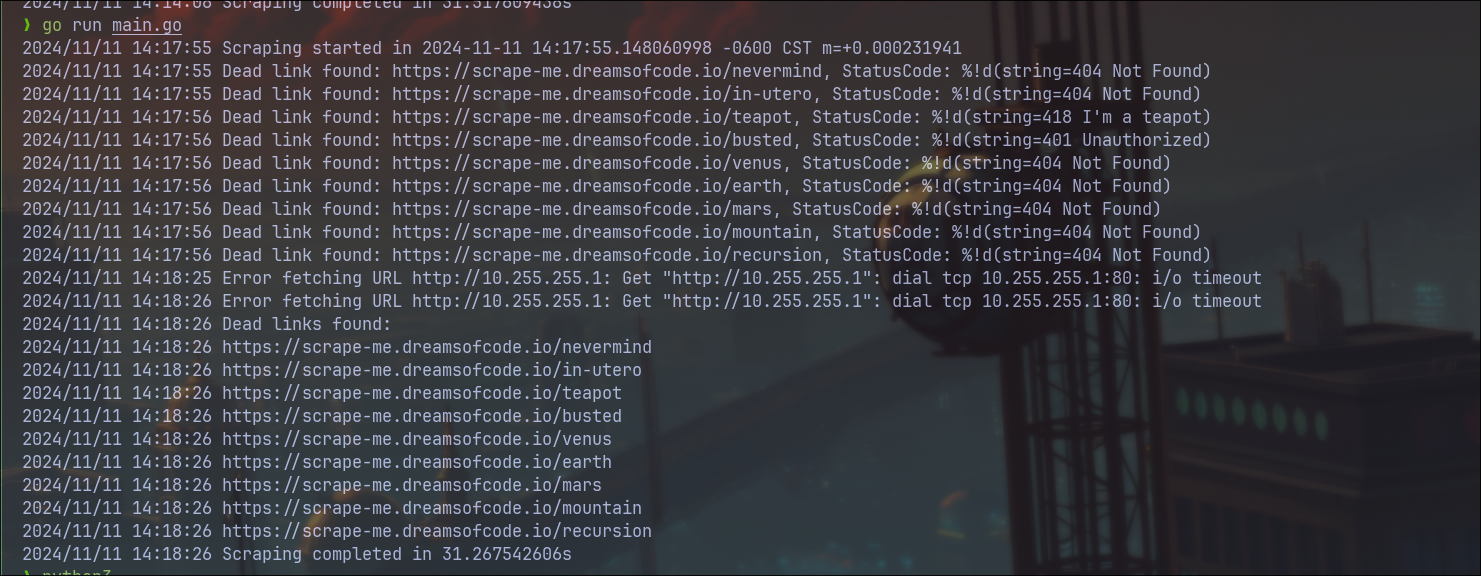 2024/11/11 14:14:06 Scraping completed in 31.517609436s
❯ go run main.go
2024/11/11 14:17:55 Scraping started in 2024-11-11 14:17:55.148060998 -0600 CST m=+0.000231941
2024/11/11 14:17:55 Dead link found: https://scrape-me.dreamsofcode.io/nevermind, StatusCode: %!d(string=404 Not Found)
2024/11/11 14:17:55 Dead link found: https://scrape-me.dreamsofcode.io/in-utero, StatusCode: %!d(string=404 Not Found)
2024/11/11 14:17:56 Dead link found: https://scrape-me.dreamsofcode.io/teapot, StatusCode: %!d(string=418 I'm a teapot)
2024/11/11 14:17:56 Dead link found: https://scrape-me.dreamsofcode.io/busted, StatusCode: %!d(string=401 Unauthorized)
2024/11/11 14:17:56 Dead link found: https://scrape-me.dreamsofcode.io/venus, StatusCode: %!d(string=404 Not Found)
2024/11/11 14:17:56 Dead link found: https://scrape-me.dreamsofcode.io/earth, StatusCode: %!d(string=404 Not Found)
2024/11/11 14:17:56 Dead link found: https://scrape-me.dreamsofcode.io/mars, StatusCode: %!d(string=404 Not Found)
2024/11/11 14:17:56 Dead link found: https://scrape-me.dreamsofcode.io/mountain, StatusCode: %!d(string=404 Not Found)
2024/11/11 14:17:56 Dead link found: https://scrape-me.dreamsofcode.io/recursion, StatusCode: %!d(string=404 Not Found)
2024/11/11 14:18:25 Error fetching URL http://10.255.255.1: Get "http://10.255.255.1": dial tcp 10.255.255.1:80: i/o timeout
2024/11/11 14:18:26 Error fetching URL http://10.255.255.1: Get "http://10.255.255.1": dial tcp 10.255.255.1:80: i/o timeout
2024/11/11 14:18:26 Dead links found:
2024/11/11 14:18:26 https://scrape-me.dreamsofcode.io/nevermind
2024/11/11 14:18:26 https://scrape-me.dreamsofcode.io/in-utero
2024/11/11 14:18:26 https://scrape-me.dreamsofcode.io/teapot
2024/11/11 14:18:26 https://scrape-me.dreamsofcode.io/busted
2024/11/11 14:18:26 https://scrape-me.dreamsofcode.io/venus
2024/11/11 14:18:26 https://scrape-me.dreamsofcode.io/earth
2024/11/11 14:18:26 https://scrape-me.dreamsofcode.io/mars
2024/11/11 14:18:26 https://scrape-me.dreamsofcode.io/mountain
2024/11/11 14:18:26 https://scrape-me.dreamsofcode.io/recursion
2024/11/11 14:18:26 Scraping completed in 31.267542606s
❯ python3